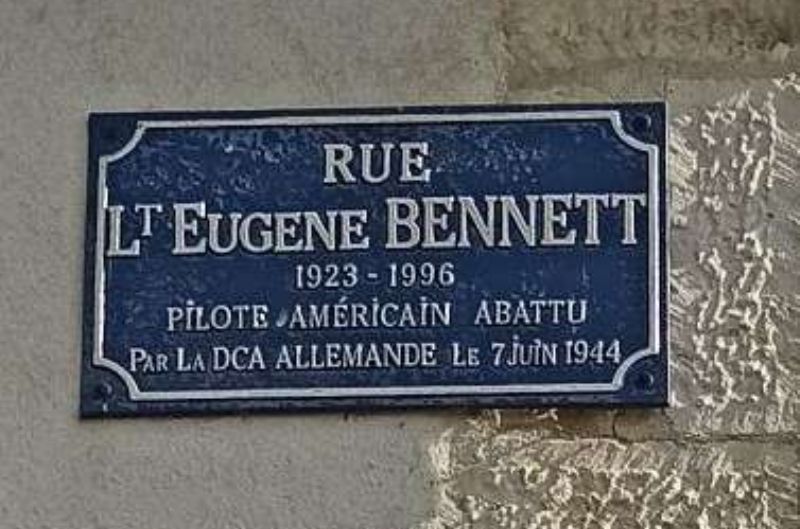 RUE
LT EUGENE BENNETT
1923 - 1996
PILOTE AMÉRICAIN ABATTU
PAR LA DCA ALLEMANDE LE 7 JUIN 1944